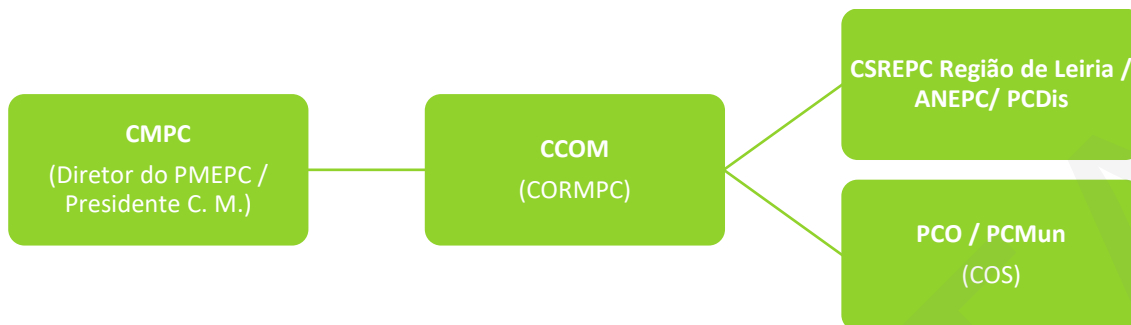 CMPC
(Diretor do PMEPC /
Presidente C. M.)
CCOM
(CORMPC)
CSREPC Região de Leiria /
ANEPC/ PCDis
PCO / PCMun
(COS)